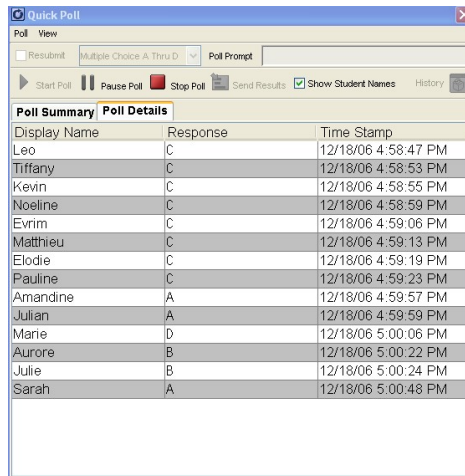 Quick Poll
Poll View
Resubmit Multiple Choice A Thru D Poll Prompt
Start Poll Pause Poll Stop Poll Send Results Show Student Names History
Poll Summary Poll Details
Display Name Response Time Stamp
Leo C 12/18/06 4:58:47 PM
Tiffany C 12/18/06 4:58:53 PM
Kevin C 12/18/06 4:58:55 PM
Noeline C 12/18/06 4:58:59 PM
Evrim C 12/18/06 4:59:06 PM
Matthieu C 12/18/06 4:59:13 PM
Elodie C 12/18/06 4:59:19 PM
Pauline C 12/18/06 4:59:23 PM
Amandine A 12/18/06 4:59:57 PM
Julian A 12/18/06 4:59:59 PM
Marie D 12/18/06 5:00:06 PM
Aurore B 12/18/06 5:00:22 PM
Julie B 12/18/06 5:00:24 PM
Sarah A 12/18/06 5:00:48 PM